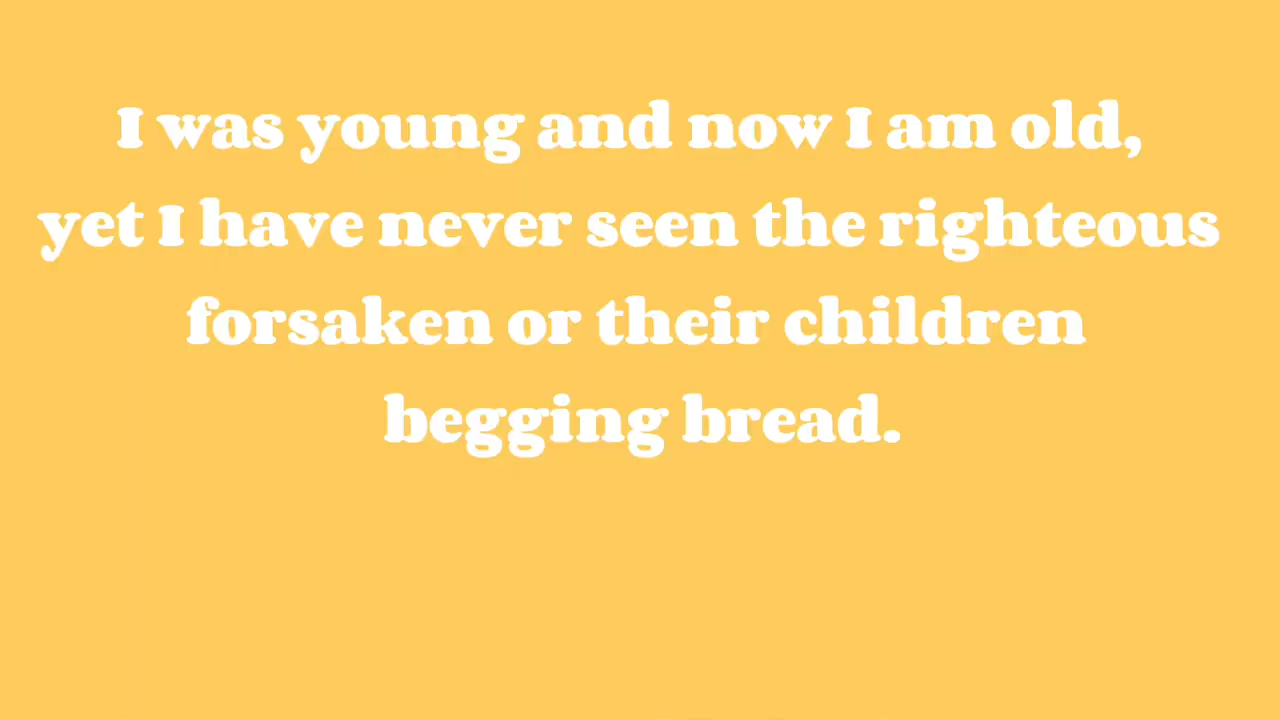 I was young and now I am old,
yet I have never seen the righteous
forsaken or their children
begging bread.